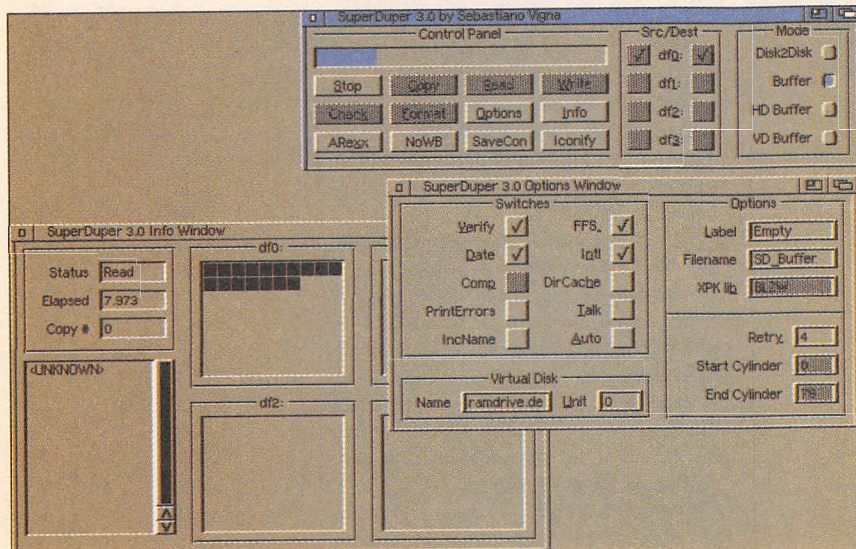 SuperDuper 3.0 by Sebastiano Vigna
Control Panel
Stop Copy Read Write
Check Format Options Info
ARexx NoWB SaveCon Iconify
Src/Dest
df0:
df1:
df2:
df3:
Mode
Disk2Disk
Buffer
HD Buffer
VD Buffer
SuperDuper 3.0 Options Window
Switches
Verify FFS.
Date Intl
Comp DirCache
PrintErrors Talk
IncName Auto
Virtual Disk
Name ramdrive.de Unit 0
Options
Label Empty
Filename SD_Buffer
XPK lib BLZW
Retry 4
Start Cylinder 0
End Cylinder 79
SuperDuper 3.0 Info Window
Status Read
Elapsed 7.973
Copy # 0
<UNKNOWN>
df0:
df2: